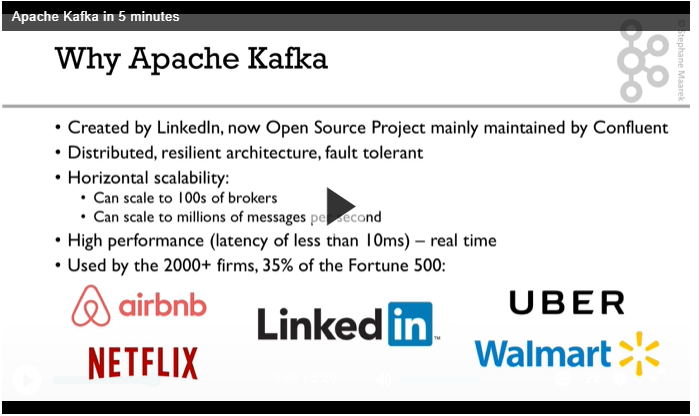 Apache Kafka in 5 minutes
Why Apache Kafka
©Stephane Maarek
• Created by LinkedIn, now Open Source Project mainly maintained by Confluent
• Distributed, resilient architecture, fault tolerant
• Horizontal scalability:
• Can scale to 100s of brokers
• Can scale to millions of messages per second
• High performance (latency of less than 10ms) – real time
• Used by the 2000+ firms, 35% of the Fortune 500:
airbnb
LinkedIn™
UBER
NETFLIX
Walmart